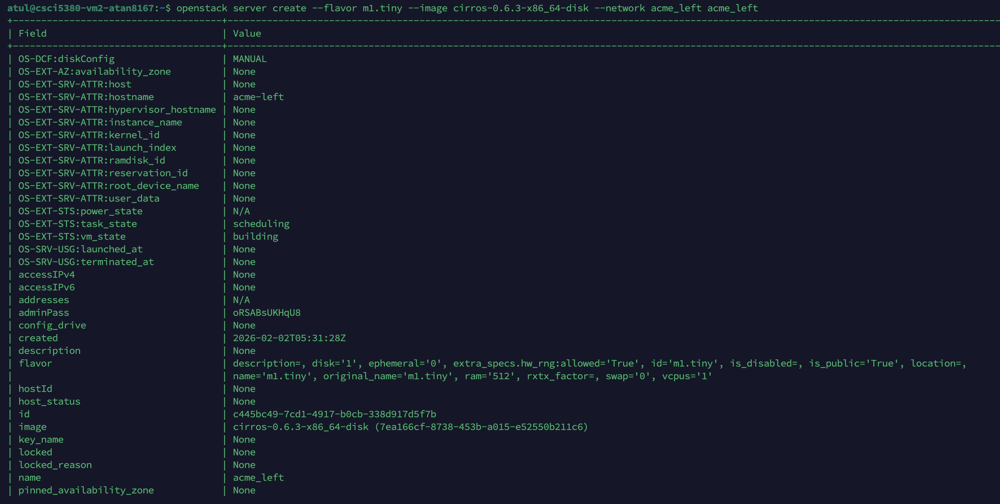 atul@csci5380-vm2-atan8167:~$ openstack server create --flavor m1.tiny --image cirros-0.6.3-x86_64-disk --network acme_left acme_left
| Field | Value
| OS-DCF:diskConfig | MANUAL
| OS-EXT-AZ:availability_zone | None
| OS-EXT-SRV-ATTR:host | None
| OS-EXT-SRV-ATTR:hostname | acme-left
| OS-EXT-SRV-ATTR:hypervisor_hostname | None
| OS-EXT-SRV-ATTR:instance_name | None
| OS-EXT-SRV-ATTR:kernel_id | None
| OS-EXT-SRV-ATTR:launch_index | None
| OS-EXT-SRV-ATTR:ramdisk_id | None
| OS-EXT-SRV-ATTR:reservation_id | None
| OS-EXT-SRV-ATTR:root_device_name | None
| OS-EXT-SRV-ATTR:user_data | None
| OS-EXT-STS:power_state | N/A
| OS-EXT-STS:task_state | scheduling
| OS-EXT-STS:vm_state | building
| OS-SRV-USG:launched_at | None
| OS-SRV-USG:terminated_at | None
| accessIPv4 | None
| accessIPv6 | None
| addresses | N/A
| adminPass | oRSABsUKHqU8
| config_drive | None
| created | 2026-02-02T05:31:28Z
| description | None
| flavor | description=, disk='1', ephemeral='0', extra_specs.hw_rng:allowed='True', id='m1.tiny', is_disabled=, is_public='True', location=,
| | name='m1.tiny', original_name='m1.tiny', ram='512', rxtx_factor=, swap='0', vcpus='1'
| hostId | None
| host_status | None
| id | c445bc49-7cd1-4917-b0cb-338d917d5f7b
| image | cirros-0.6.3-x86_64-disk (7ea166cf-8738-453b-a015-e52550b211c6)
| key_name | None
| locked | None
| locked_reason | None
| name | acme_left
| pinned_availability_zone | None